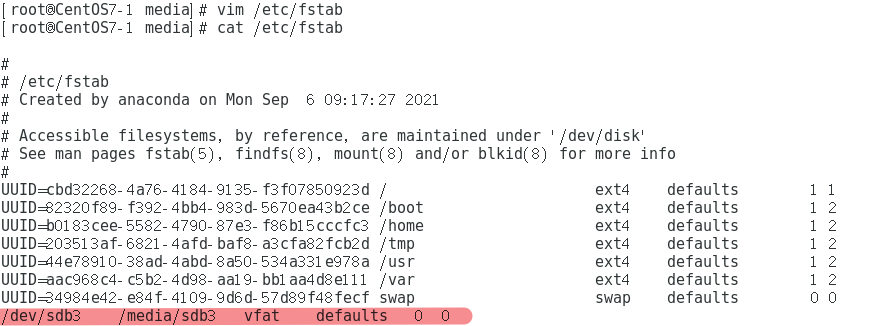 [root@CentOS7-1 media]# vim /etc/fstab
[root@CentOS7-1 media]# cat /etc/fstab
#
# /etc/fstab
# Created by anaconda on Mon Sep  6 09:17:27 2021
#
# Accessible filesystems, by reference, are maintained under '/dev/disk'
# See man pages fstab(5), findfs(8), mount(8) and/or blkid(8) for more info
#
UUID=cbd32268-4a76-4184-9135-f3f07850923d /                       ext4    defaults        1 1
UUID=82320f89-f392-4bb4-983d-5670ea43b2ce /boot                   ext4    defaults        1 2
UUID=b0183cee-5582-4790-87e3-f86b15cccfc3 /home                   ext4    defaults        1 2
UUID=203513af-6821-4afd-baf8-a3cfa82fcb2d /tmp                    ext4    defaults        1 2
UUID=44e78910-38ad-4abd-8a50-534a331e978a /usr                    ext4    defaults        1 2
UUID=aac968c4-c5b2-4d98-aa19-bb1aa4d8e111 /var                    ext4    defaults        1 2
UUID=34984e42-e84f-4109-9d6d-57d89f48fecf swap                    swap    defaults        0 0
/dev/sdb3    /media/sdb3   vfat    defaults   0  0